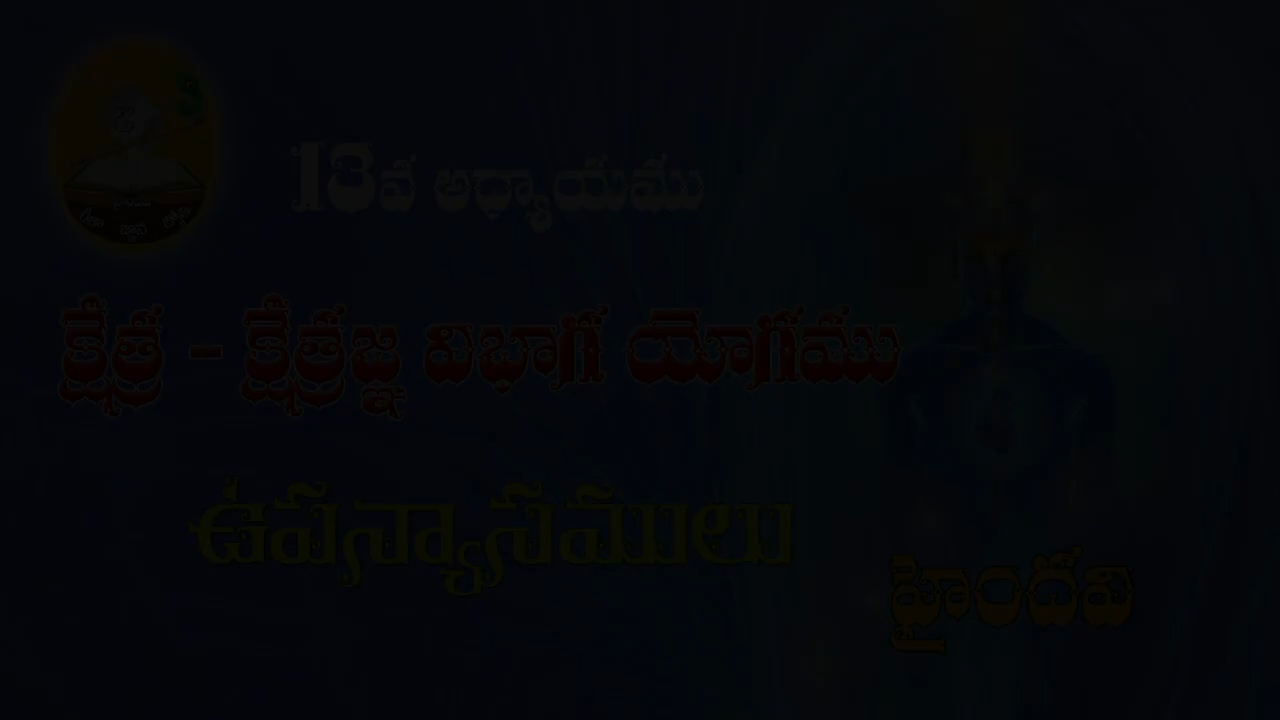 13వ అధ్యాయము
క్షేత్ర - క్షేత్రజ్ఞ విభాగ యోగము
ఉపన్యాసములు
హైందవి